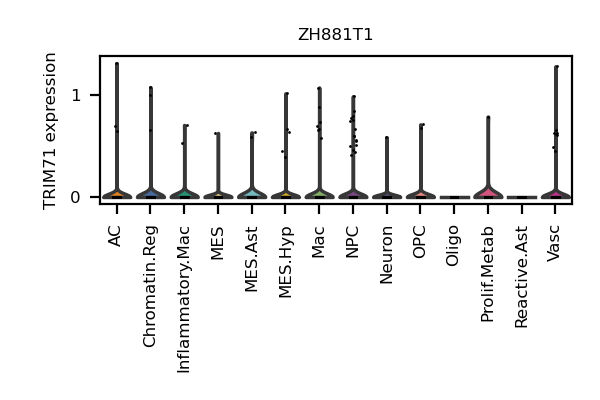 ZH881T1
TRIM71 expression
1
0
AC
Chromatin.Reg
Inflammatory.Mac
MES
MES.Ast
MES.Hyp
Mac
NPC
Neuron
OPC
Oligo
Prolif.Metab
Reactive.Ast
Vasc